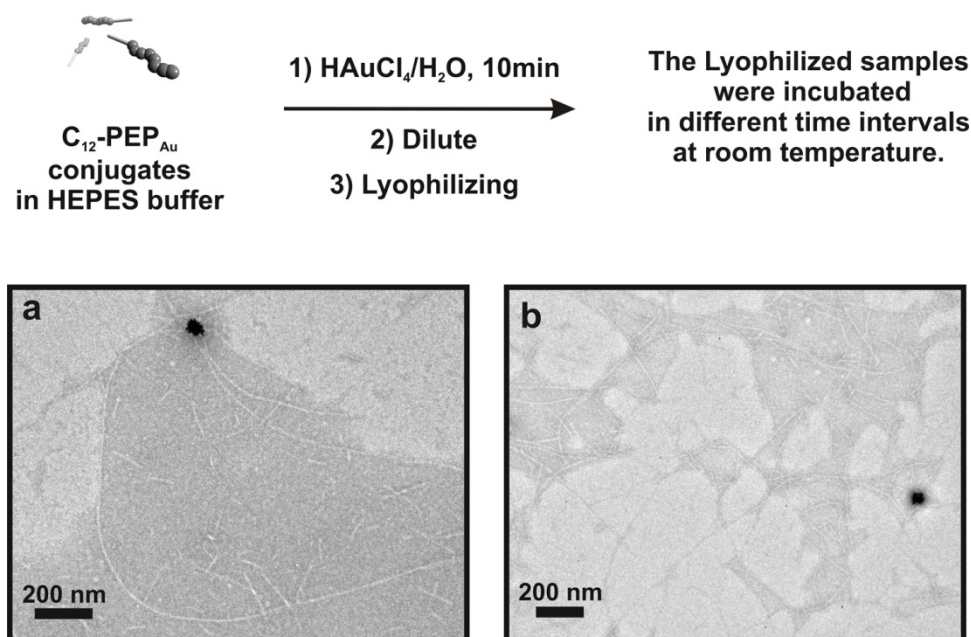 1) HAuCl₄/H₂O, 10min
2) Dilute
3) Lyophilizing
C₁₂-PEP_Au
conjugates
in HEPES buffer
The Lyophilized samples
were incubated
in different time intervals
at room temperature.
a
200 nm
b
200 nm